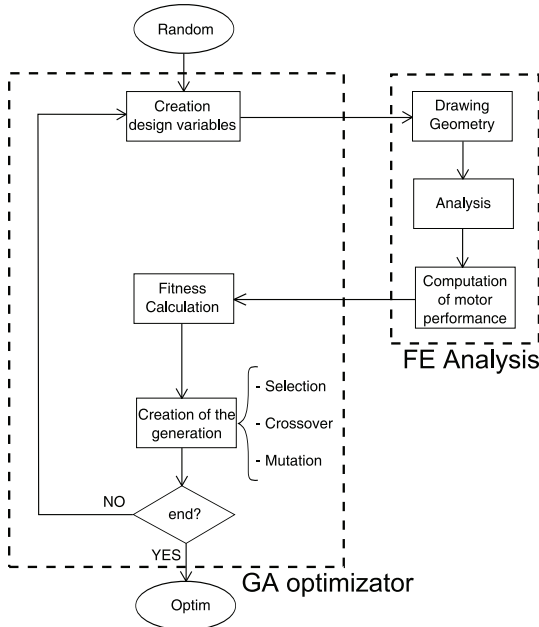 Random
Creation
design variables
Drawing
Geometry
Analysis
Computation
of motor
performance
FE Analysis
Fitness
Calculation
Creation of the
generation
- Selection
- Crossover
- Mutation
NO
end?
YES
GA optimizator
Optim